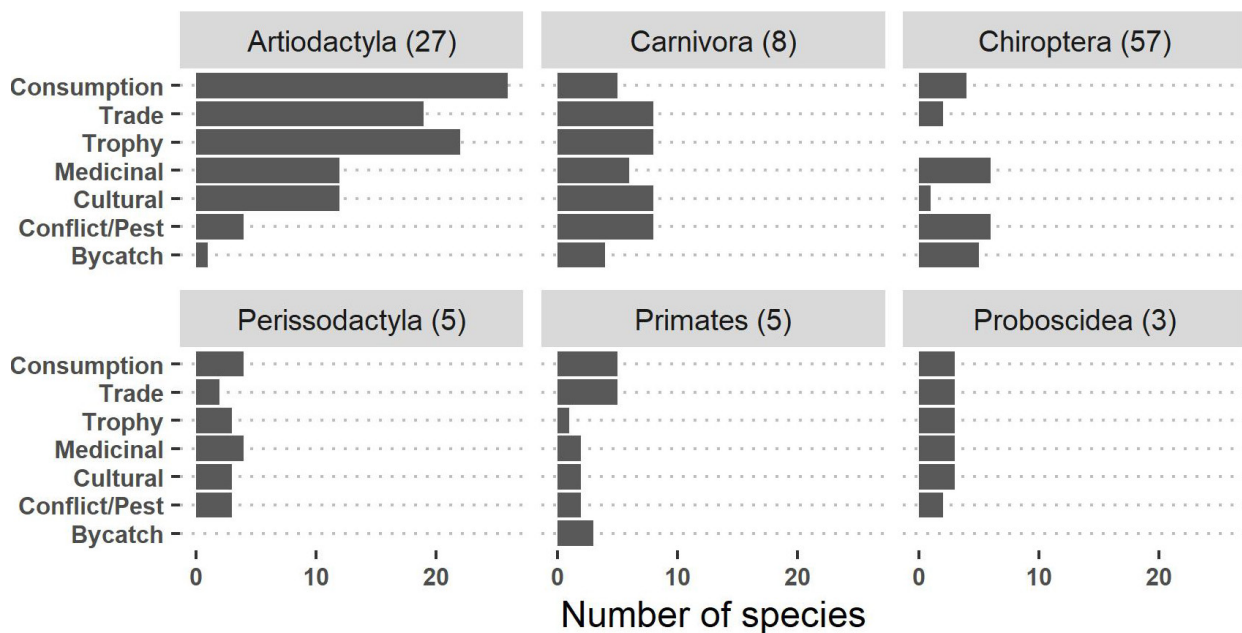 Artiodactyla (27) Carnivora (8) Chiroptera (57)
Consumption
Trade
Trophy
Medicinal
Cultural
Conflict/Pest
Bycatch
Perissodactyla (5) Primates (5) Proboscidea (3)
Consumption
Trade
Trophy
Medicinal
Cultural
Conflict/Pest
Bycatch
0 10 20 0 10 20 0 10 20
Number of species